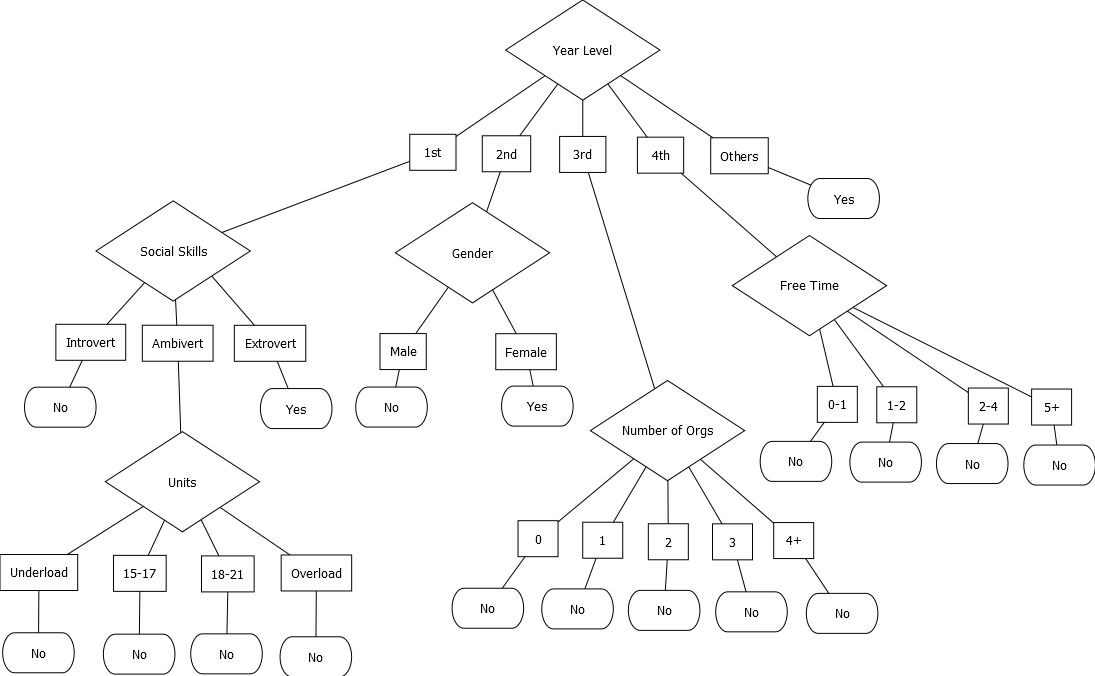 Year Level
1st
2nd
3rd
4th
Others
Yes
Social Skills
Gender
Free Time
Introvert
Ambivert
Extrovert
Male
Female
No
Yes
No
Yes
0-1
1-2
2-4
5+
Number of Orgs
No
No
No
No
Units
0
1
2
3
4+
Underload
15-17
18-21
Overload
No
No
No
No
No
No
No
No
No